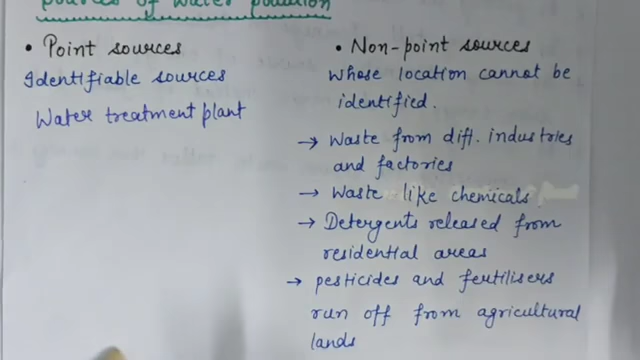 Sources of Water Pollution
• Point sources
Identifiable sources
Water treatment plant
• Non-point sources
Whose location cannot be
identified.
→ Waste from diff. industries
and factories
→ Waste like chemicals
→ Detergents released from
residential areas
→ pesticides and fertilisers
run off from agricultural
lands